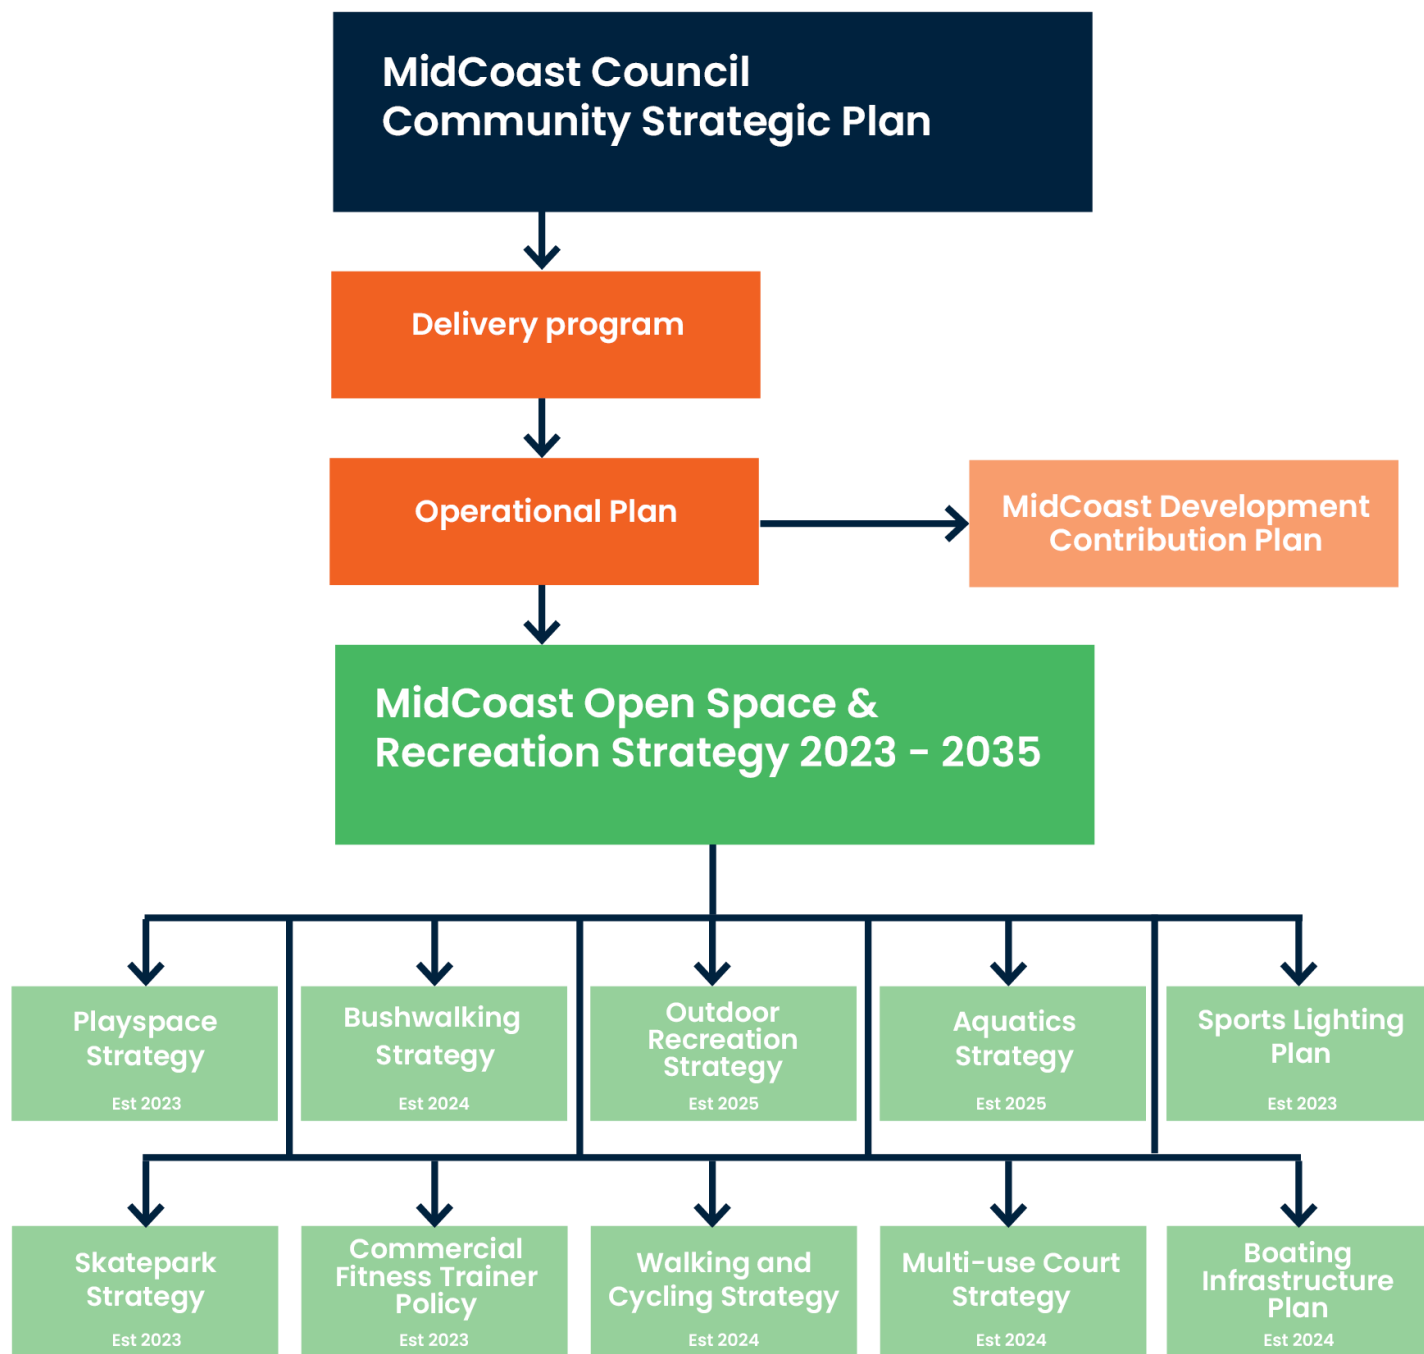 MidCoast Council
Community Strategic Plan
Delivery program
Operational Plan
MidCoast Development
Contribution Plan
MidCoast Open Space &
Recreation Strategy 2023 - 2035
Playspace
Strategy
Est 2023
Bushwalking
Strategy
Est 2024
Outdoor
Recreation
Strategy
Est 2025
Aquatics
Strategy
Est 2025
Sports Lighting
Plan
Est 2023
Skatepark
Strategy
Est 2023
Commercial
Fitness Trainer
Policy
Est 2023
Walking and
Cycling Strategy
Est 2024
Multi-use Court
Strategy
Est 2024
Boating
Infrastructure
Plan
Est 2024